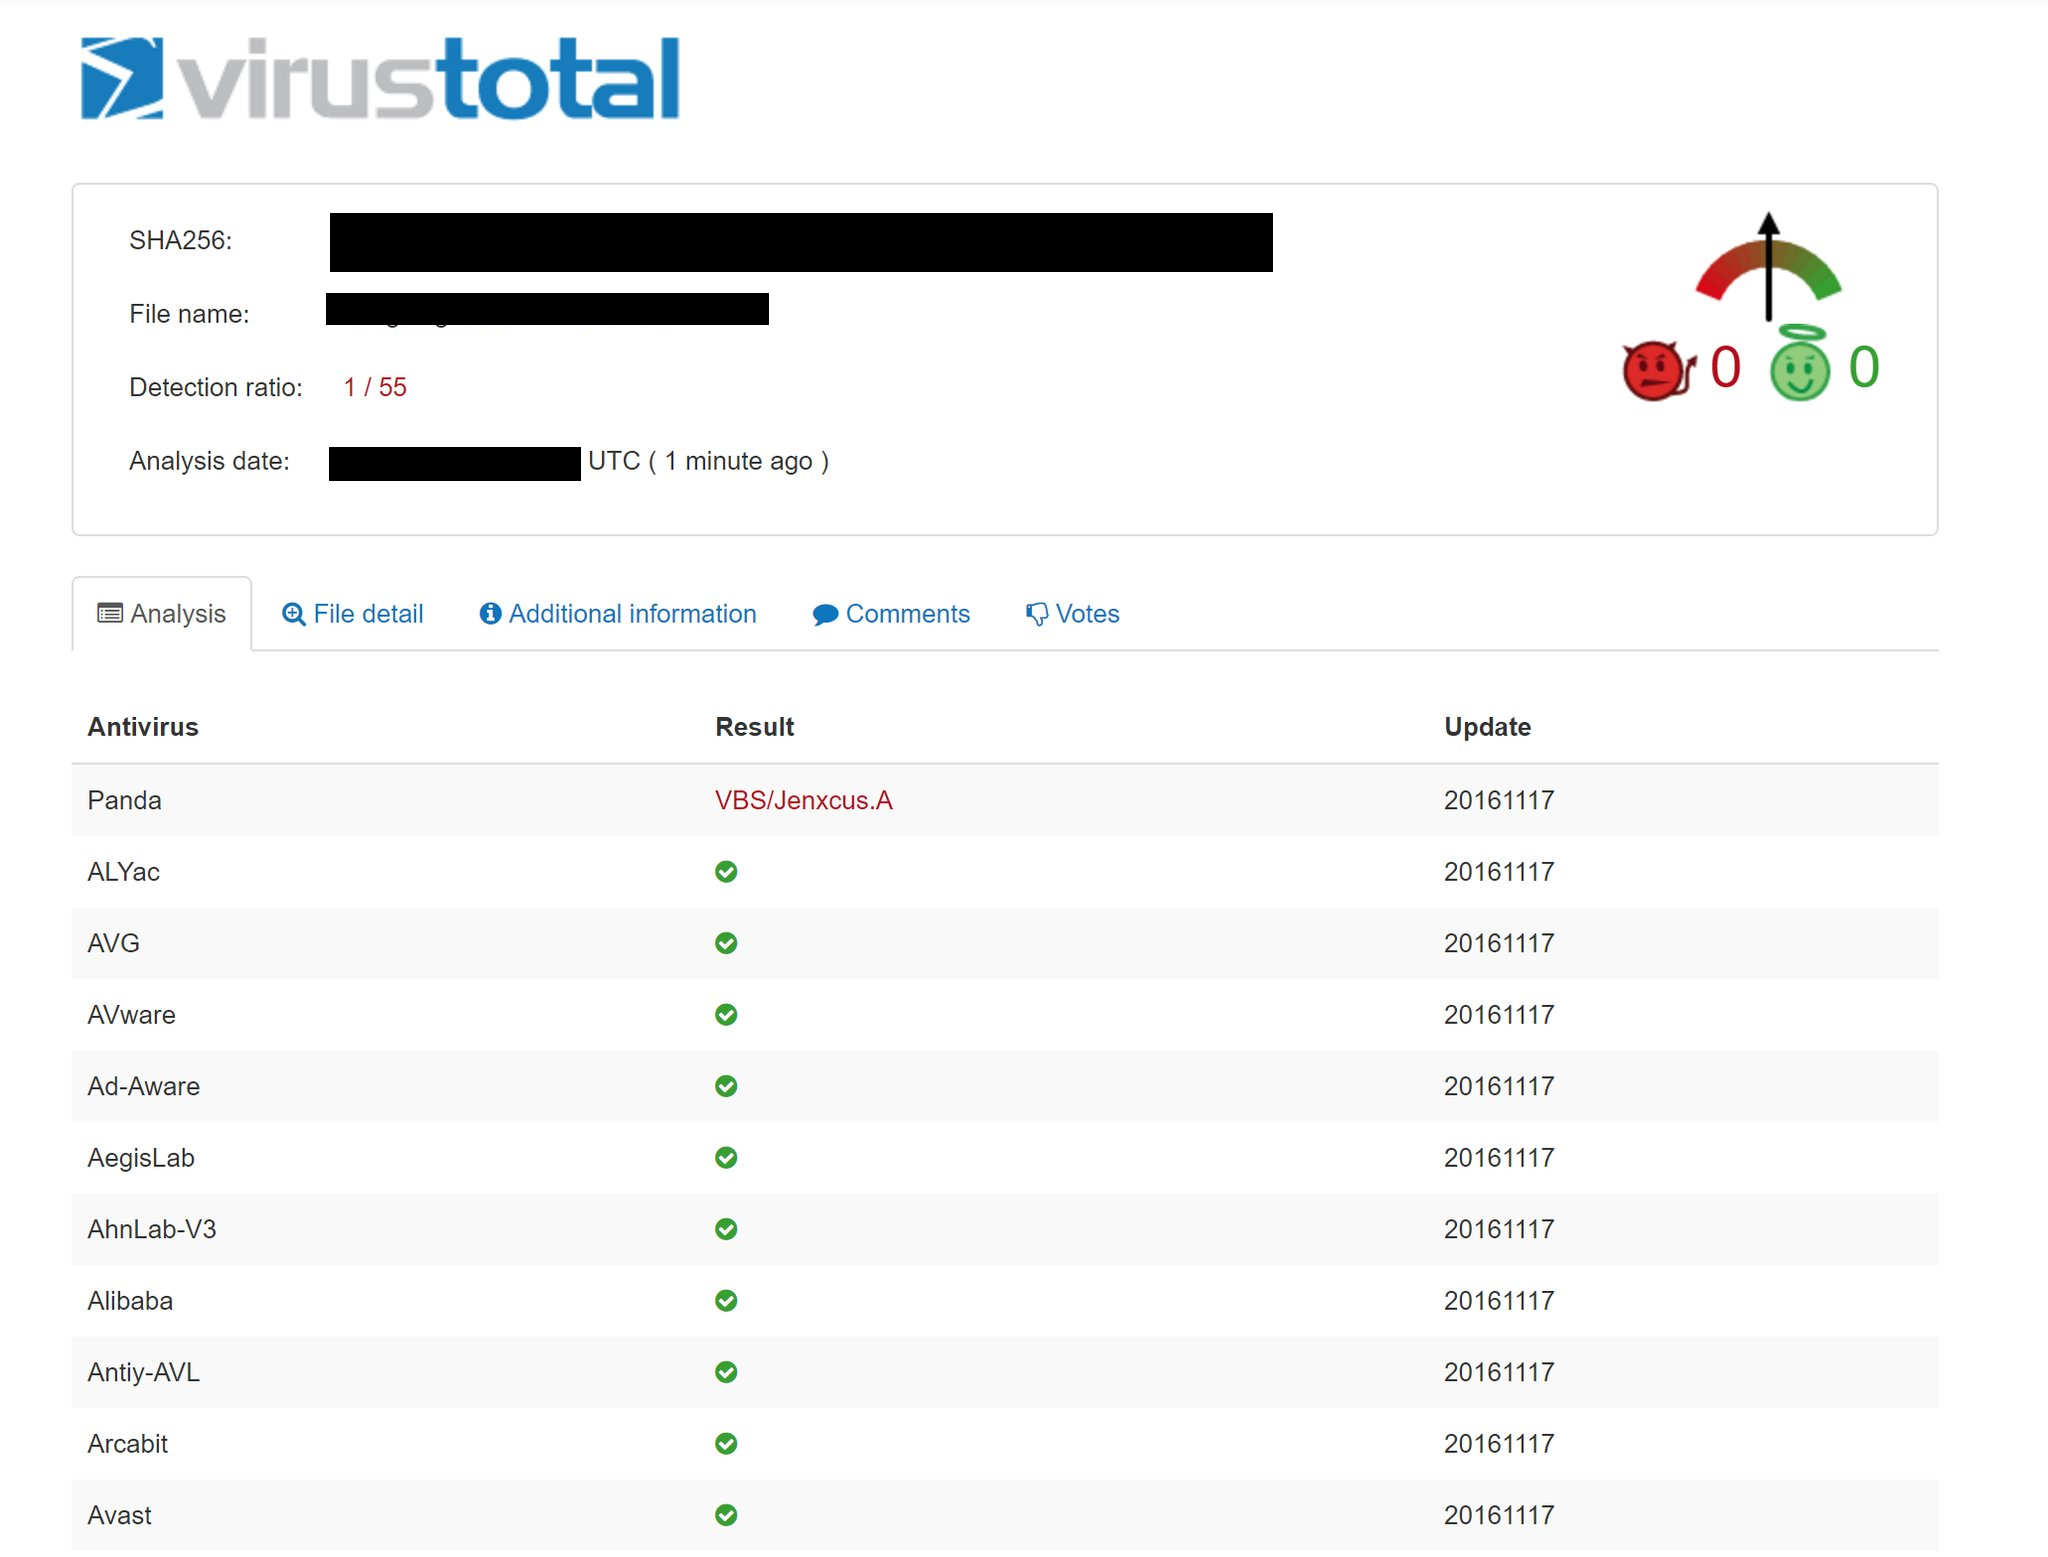 virustotal
SHA256:
File name:
Detection ratio: 1 / 55
Analysis date: UTC ( 1 minute ago )
0 0
Analysis File detail Additional information Comments Votes
Antivirus Result Update
Panda VBS/Jenxcus.A 20161117
ALYac 20161117
AVG 20161117
AVware 20161117
Ad-Aware 20161117
AegisLab 20161117
AhnLab-V3 20161117
Alibaba 20161117
Antiy-AVL 20161117
Arcabit 20161117
Avast 20161117